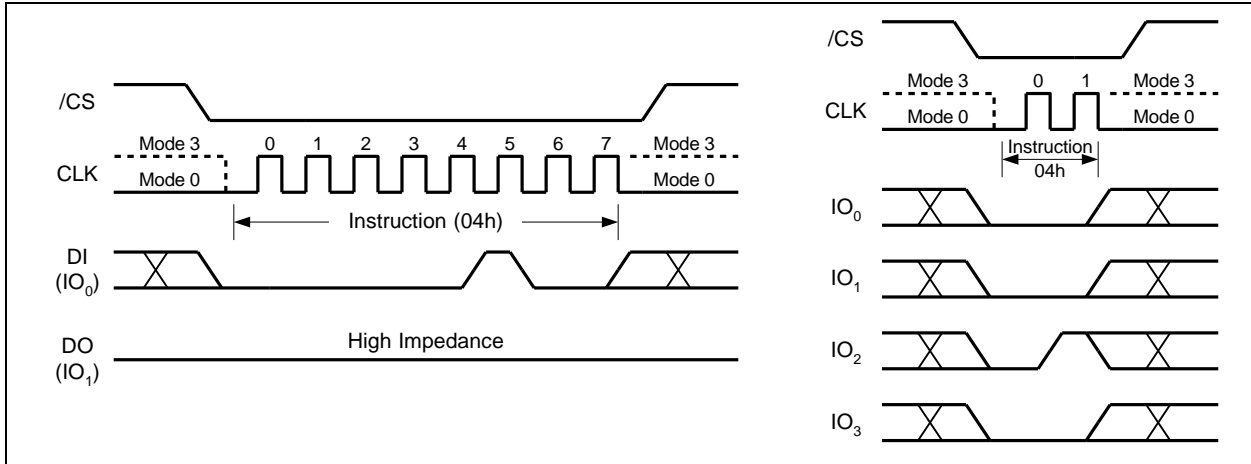 /CS
Mode 3 0 1 2 3 4 5 6 7 Mode 3
CLK
Mode 0 Mode 0
Instruction (04h)
DI
(IO0)
High Impedance
DO
(IO1)
/CS
Mode 3 0 1 Mode 3
CLK
Mode 0 Mode 0
Instruction
04h
IO0
IO1
IO2
IO3